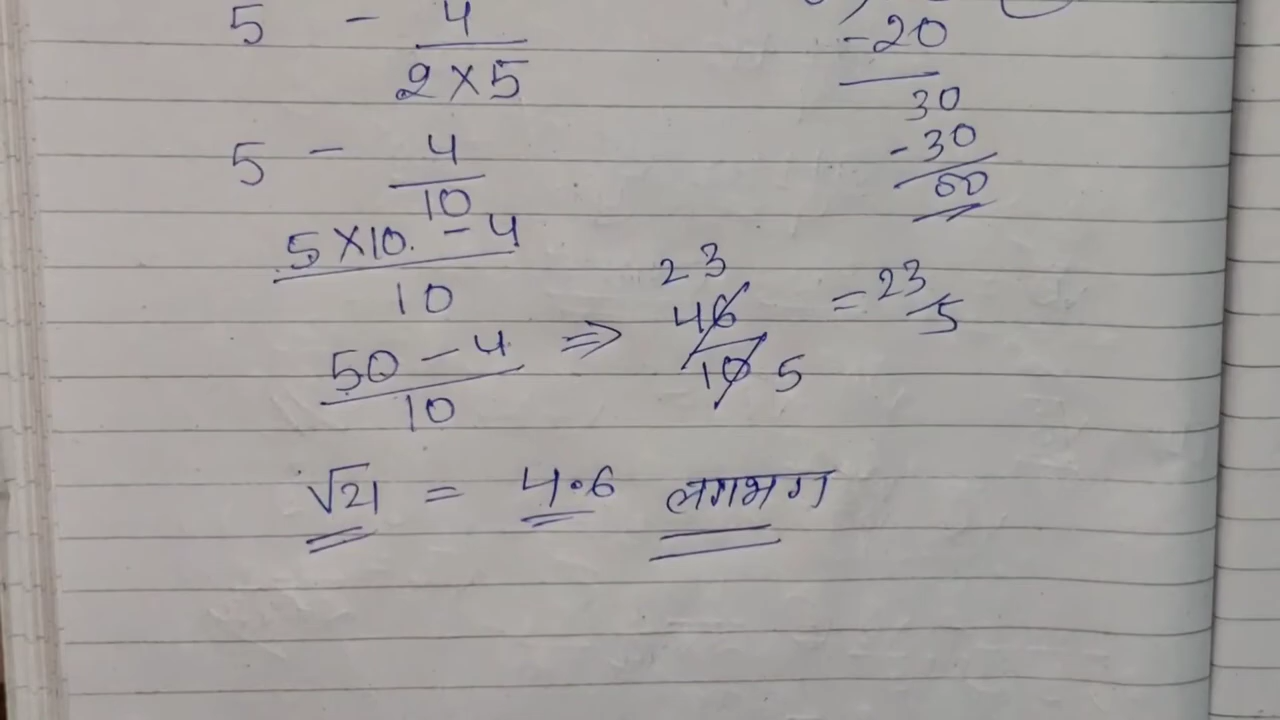 5 - 4/(2×5)
5 - 4/10
(5×10. - 4)/10
(50 - 4)/10 ⇒ 46/10 23 5 = 23/5
√21 = 4.6 लगभग
-20
30
-30
00